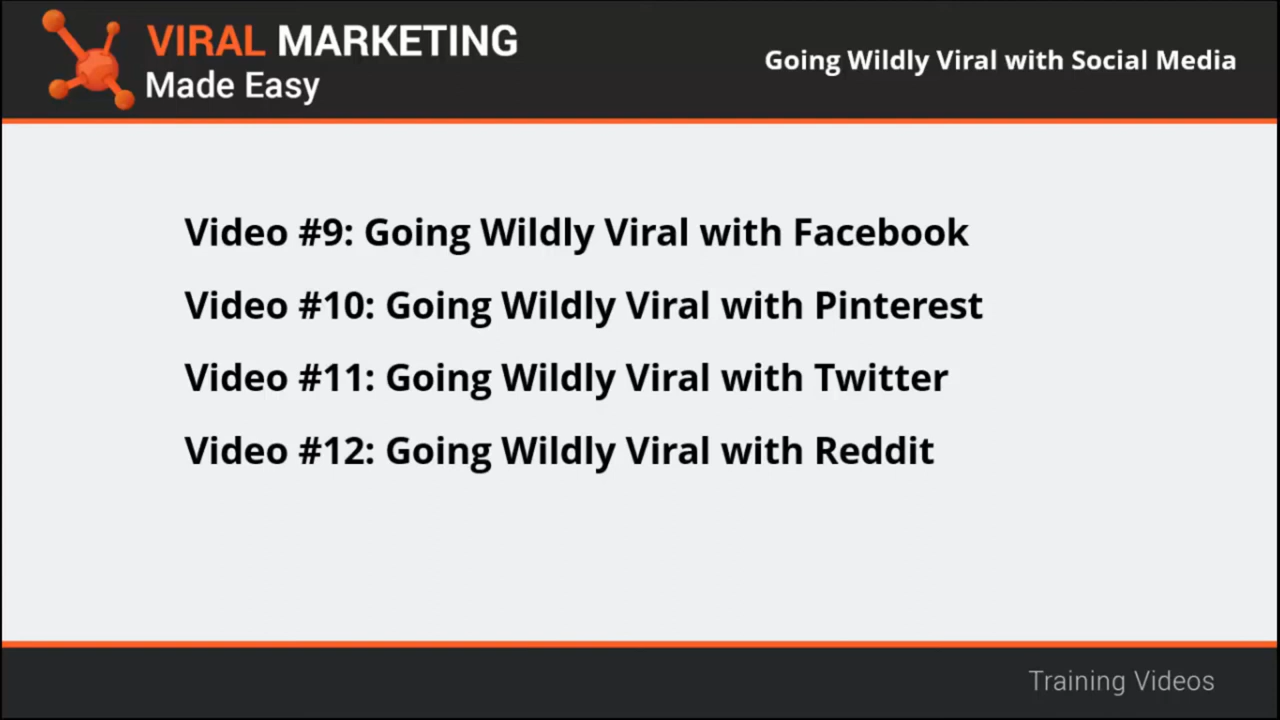 VIRAL MARKETING
Made Easy
Going Wildly Viral with Social Media
Video #9: Going Wildly Viral with Facebook
Video #10: Going Wildly Viral with Pinterest
Video #11: Going Wildly Viral with Twitter
Video #12: Going Wildly Viral with Reddit
Training Videos